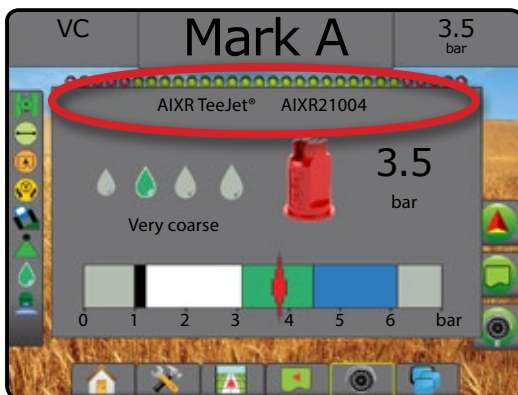 VC
Mark A
3.5
bar
AIXR TeeJet® AIXR21004
3.5
bar
Very coarse
0 1 2 3 4 5 6 bar